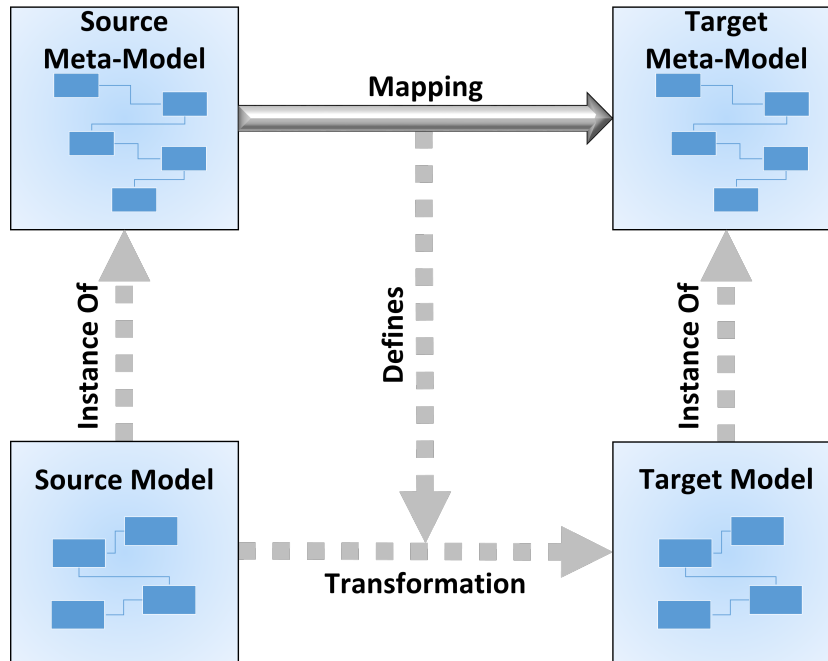 Source
Meta-Model
Target
Meta-Model
Mapping
Instance Of
Defines
Instance Of
Source Model
Target Model
Transformation